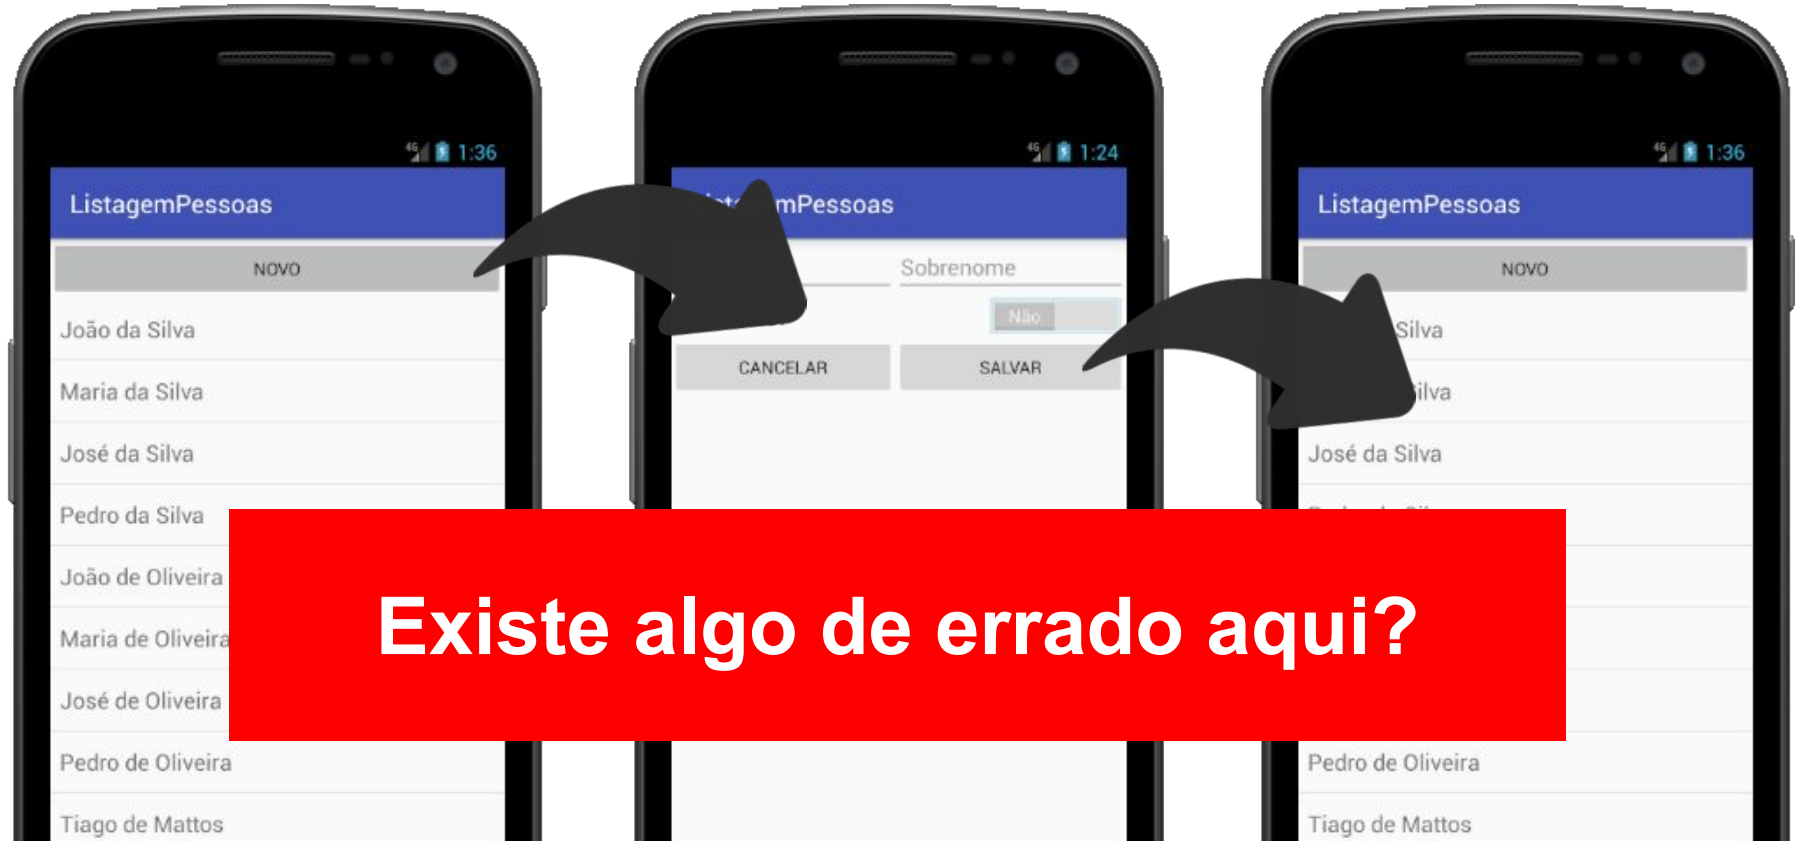 4G 1:36
ListagemPessoas
NOVO
João da Silva
Maria da Silva
José da Silva
Pedro da Silva
João de Oliveira
Maria de Oliveira
José de Oliveira
Pedro de Oliveira
Tiago de Mattos
4G 1:24
mPessoas
Sobrenome
Não
CANCELAR
SALVAR
4G 1:36
ListagemPessoas
NOVO
Silva
ilva
José da Silva
Pedro de Oliveira
Tiago de Mattos
Existe algo de errado aqui?